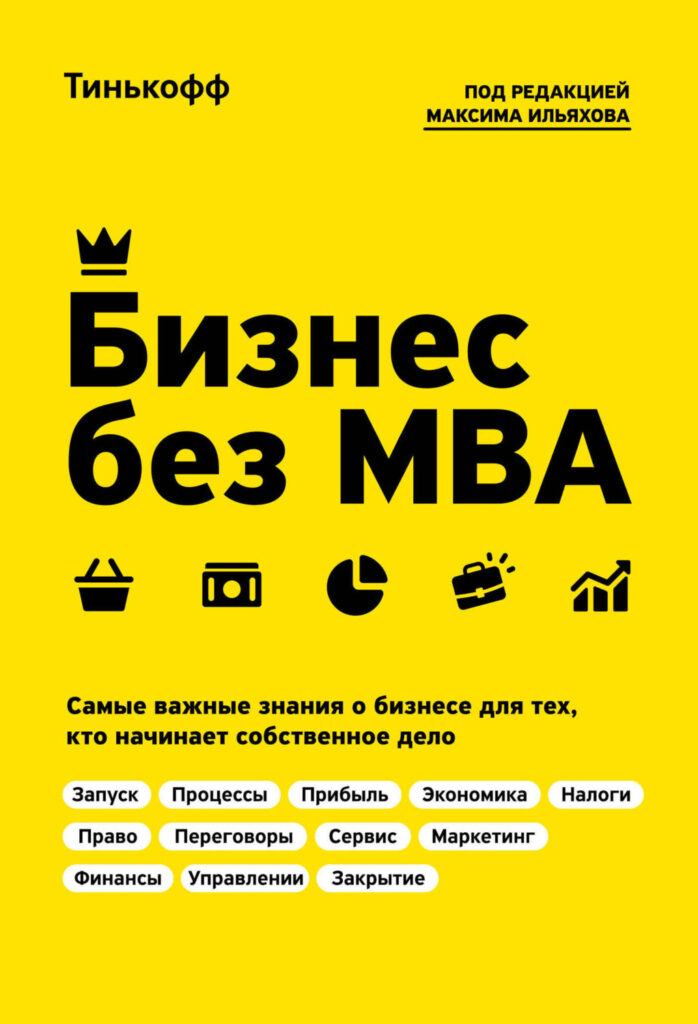 Тинькофф
ПОД РЕДАКЦИЕЙ
МАКСИМА ИЛЬЯХОВА
Бизнес
без МВА
Самые важные знания о бизнесе для тех,
кто начинает собственное дело
Запуск Процессы Прибыль Экономика Налоги
Право Переговоры Сервис Маркетинг
Финансы Управлении Закрытие